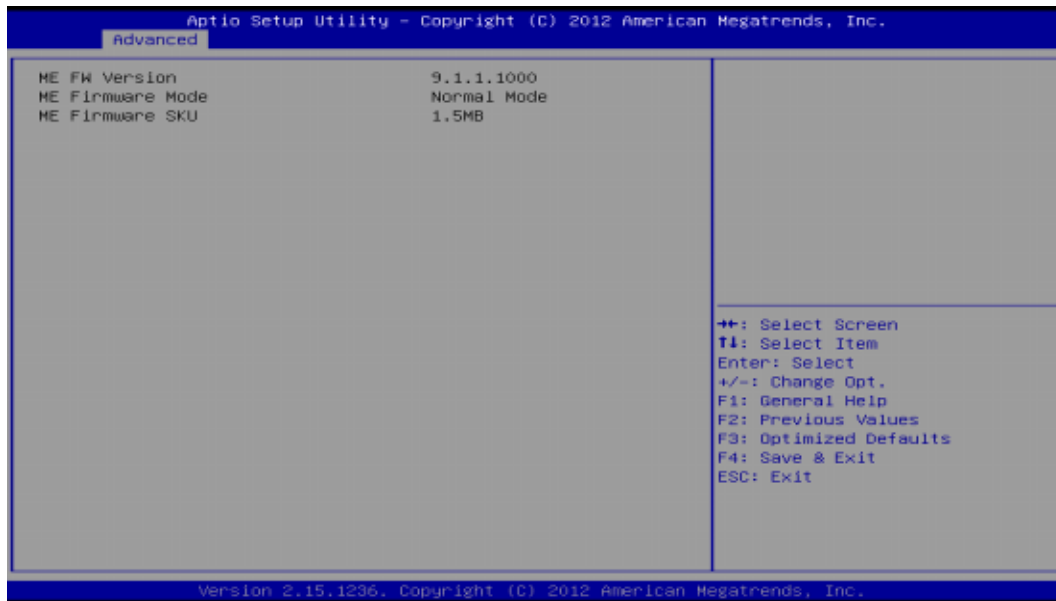 Aptio Setup Utility - Copyright (C) 2012 American Megatrends, Inc.
Advanced
ME FW Version 9.1.1.1000
ME Firmware Mode Normal Mode
ME Firmware SKU 1.5MB
→←: Select Screen
↑↓: Select Item
Enter: Select
+/-: Change Opt.
F1: General Help
F2: Previous Values
F3: Optimized Defaults
F4: Save & Exit
ESC: Exit
Version 2.15.1236. Copyright (C) 2012 American Megatrends, Inc.